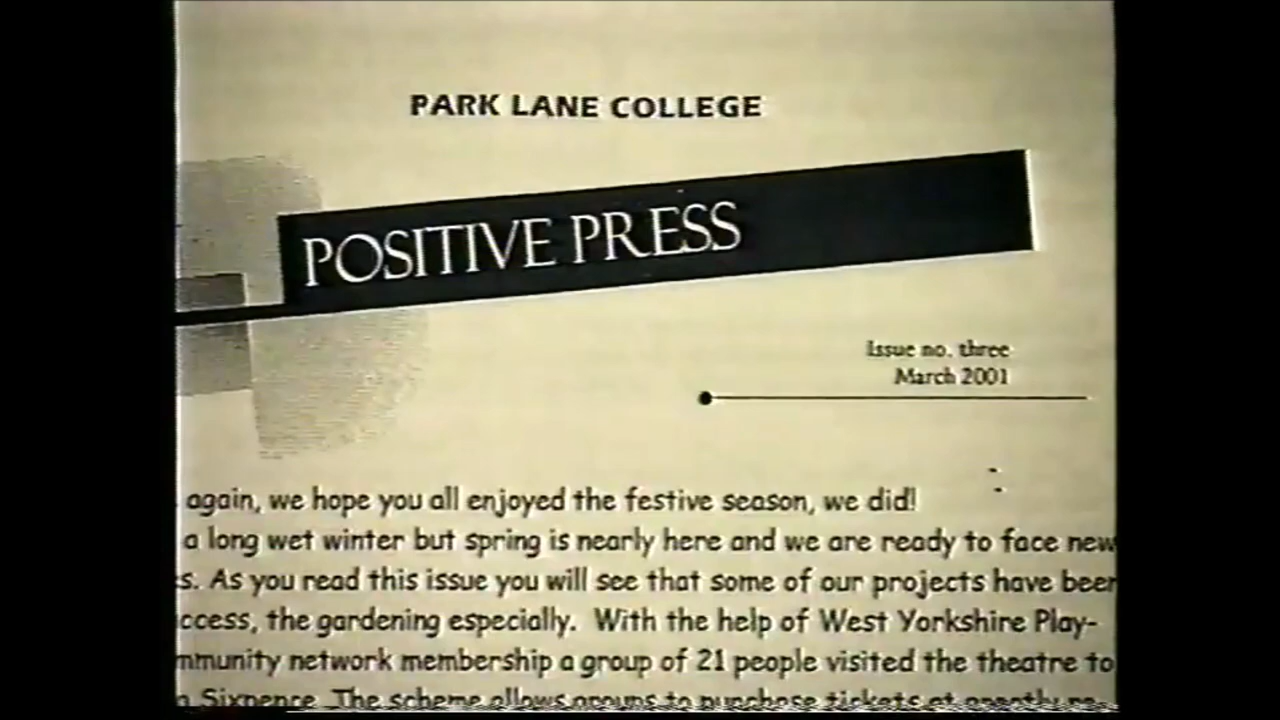 PARK LANE COLLEGE
POSITIVE PRESS
Issue no. three
March 2001
again, we hope you all enjoyed the festive season, we did!
a long wet winter but spring is nearly here and we are ready to face new
s. As you read this issue you will see that some of our projects have been
ccess, the gardening especially. With the help of West Yorkshire Play-
mmunity network membership a group of 21 people visited the theatre to
Sixpence. The scheme allows groups to purchase tickets at greatly re-